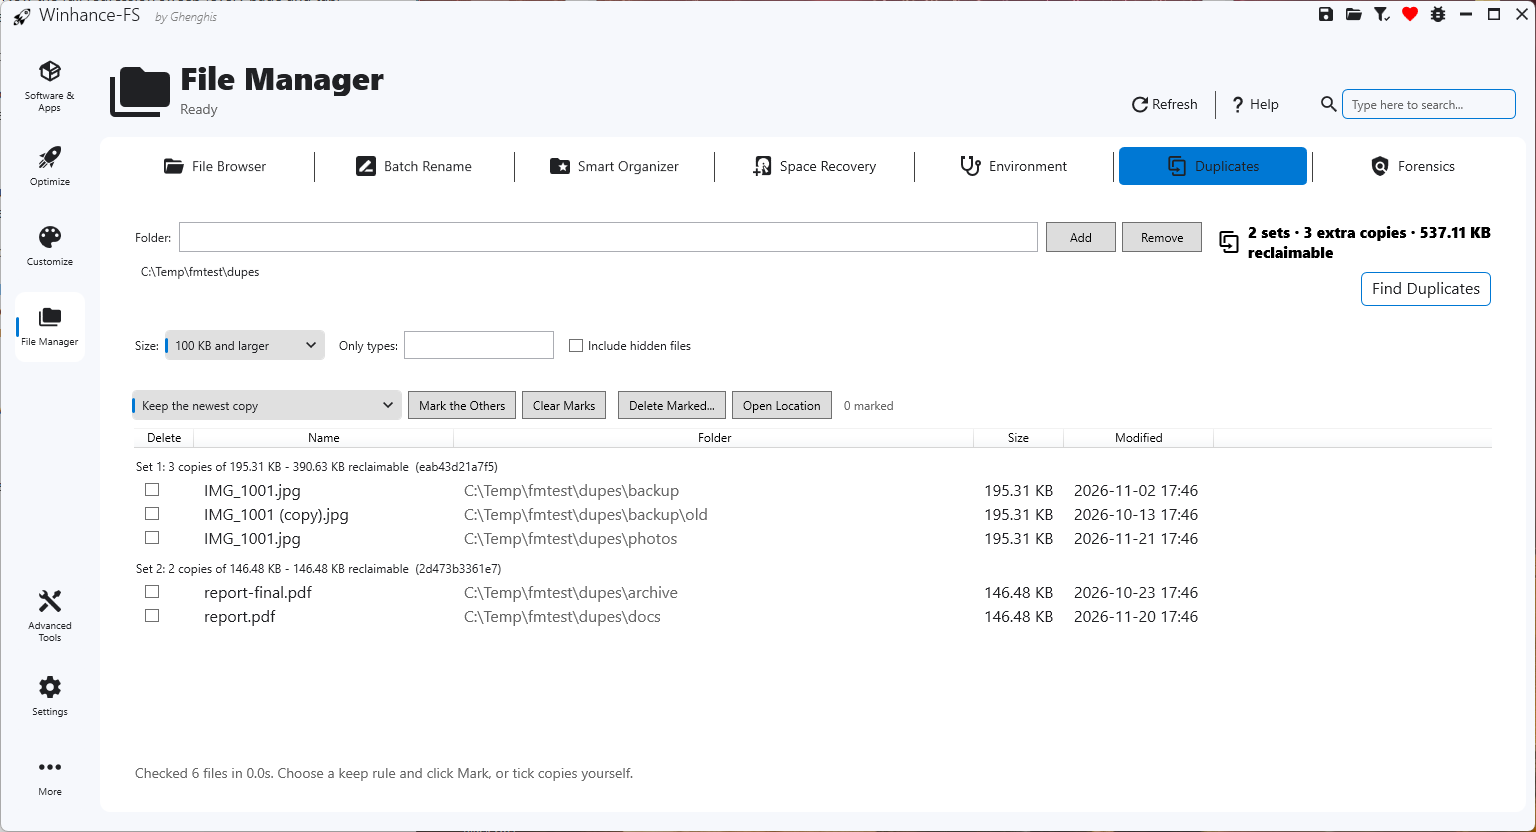 Winhance-FS by Ghenghis
File Manager
Ready
Refresh
Help
Type here to search...
Software & Apps
Optimize
Customize
File Manager
Advanced Tools
Settings
More
File Browser
Batch Rename
Smart Organizer
Space Recovery
Environment
Duplicates
Forensics
Folder:
Add
Remove
2 sets · 3 extra copies · 537.11 KB
reclaimable
C:\Temp\fmtest\dupes
Find Duplicates
Size: 100 KB and larger
Only types:
Include hidden files
Keep the newest copy
Mark the Others
Clear Marks
Delete Marked...
Open Location
0 marked
Delete Name Folder Size Modified
Set 1: 3 copies of 195.31 KB - 390.63 KB reclaimable (eab43d21a7f5)
IMG_1001.jpg C:\Temp\fmtest\dupes\backup 195.31 KB 2026-11-02 17:46
IMG_1001 (copy).jpg C:\Temp\fmtest\dupes\backup\old 195.31 KB 2026-10-13 17:46
IMG_1001.jpg C:\Temp\fmtest\dupes\photos 195.31 KB 2026-11-21 17:46
Set 2: 2 copies of 146.48 KB - 146.48 KB reclaimable (2d473b3361e7)
report-final.pdf C:\Temp\fmtest\dupes\archive 146.48 KB 2026-10-23 17:46
report.pdf C:\Temp\fmtest\dupes\docs 146.48 KB 2026-11-20 17:46
Checked 6 files in 0.0s. Choose a keep rule and click Mark, or tick copies yourself.